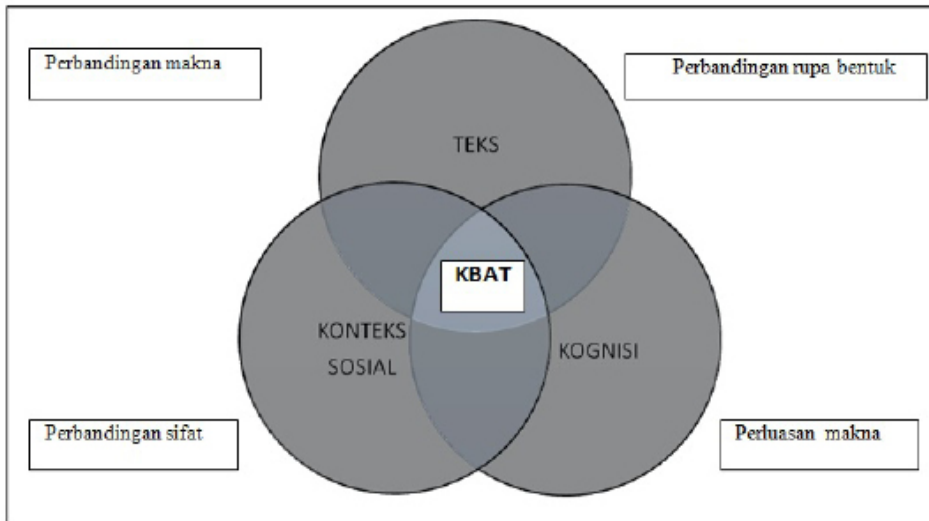 Perbandingan makna
Perbandingan rupa bentuk
TEKS
KBAT
KONTEKS
SOSIAL
KOGNISI
Perbandingan sifat
Perluasan makna